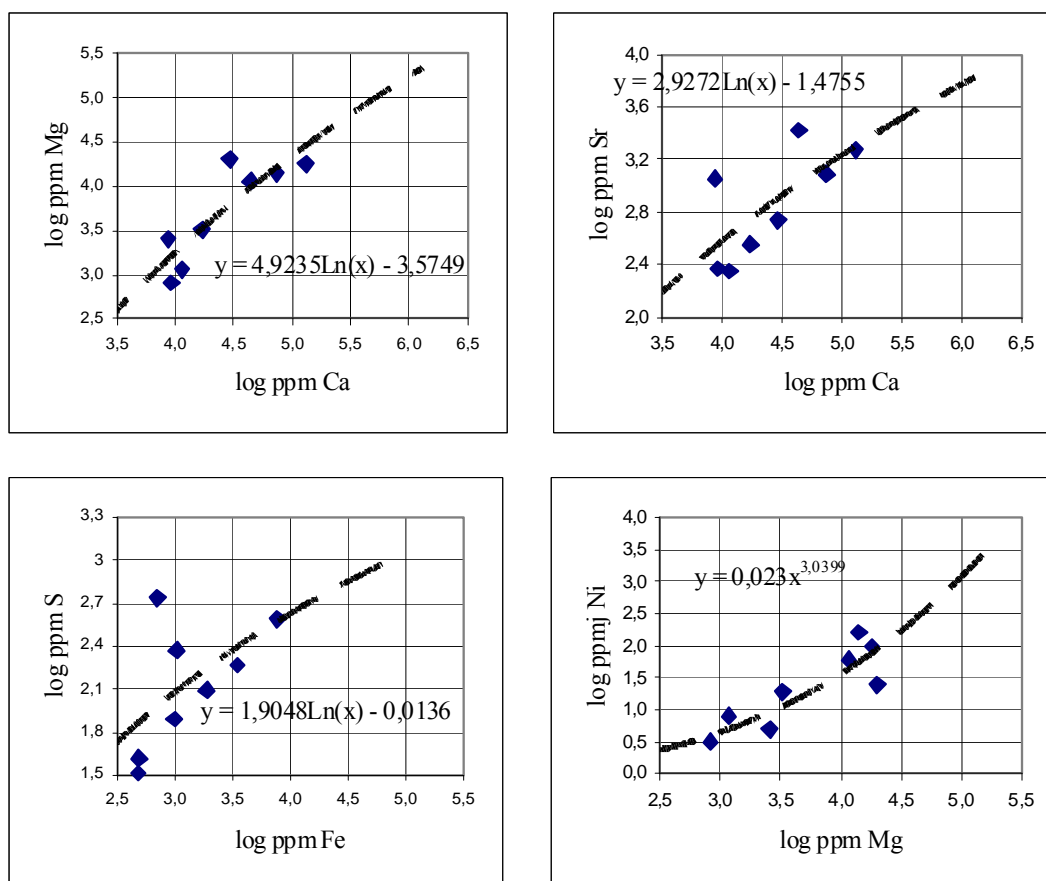 5,5
5,0
4,5
4,0
3,5
3,0
2,5
log ppm Mg
y = 4,9235Ln(x) - 3,5749
3,5 4,0 4,5 5,0 5,5 6,0 6,5
log ppm Ca
4,0
3,6
3,2
2,8
2,4
2,0
log ppm Sr
y = 2,9272Ln(x) - 1,4755
3,5 4,0 4,5 5,0 5,5 6,0 6,5
log ppm Ca
3,3
3
2,7
2,4
2,1
1,8
1,5
log ppm S
y = 1,9048Ln(x) - 0,0136
2,5 3,0 3,5 4,0 4,5 5,0 5,5
log ppm Fe
4,0
3,5
3,0
2,5
2,0
1,5
1,0
0,5
0,0
log ppmj Ni
y = 0,023x^3,0399
2,5 3,0 3,5 4,0 4,5 5,0 5,5
log ppm Mg